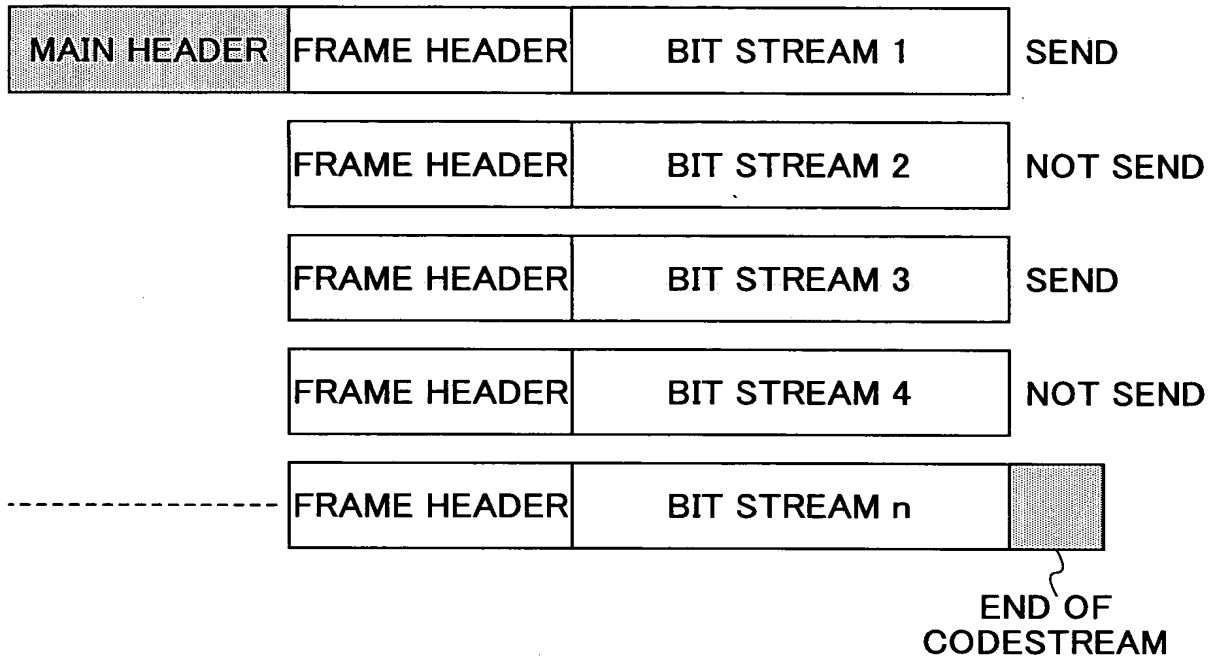 MAIN HEADER FRAME HEADER BIT STREAM 1 SEND
FRAME HEADER BIT STREAM 2 NOT SEND
FRAME HEADER BIT STREAM 3 SEND
FRAME HEADER BIT STREAM 4 NOT SEND
FRAME HEADER BIT STREAM n
END OF
CODESTREAM